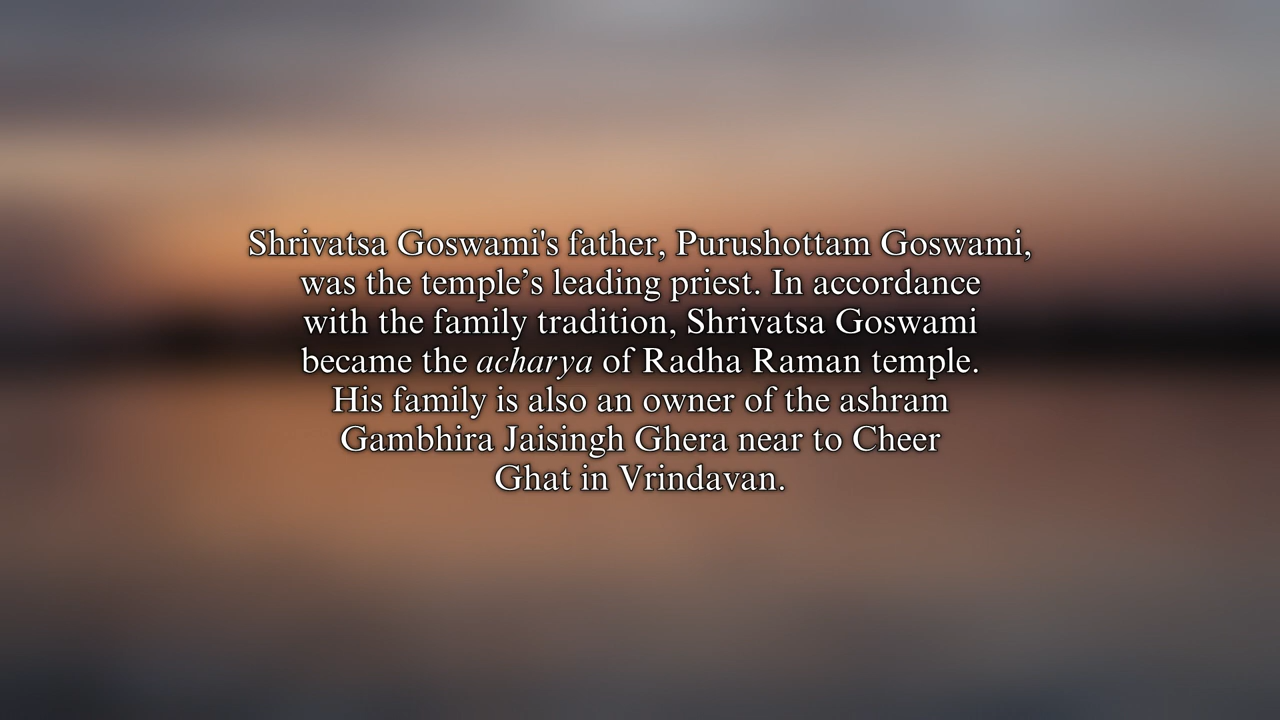 Shrivatsa Goswami's father, Purushottam Goswami,
was the temple’s leading priest. In accordance
with the family tradition, Shrivatsa Goswami
became the acharya of Radha Raman temple.
His family is also an owner of the ashram
Gambhira Jaisingh Ghera near to Cheer
Ghat in Vrindavan.